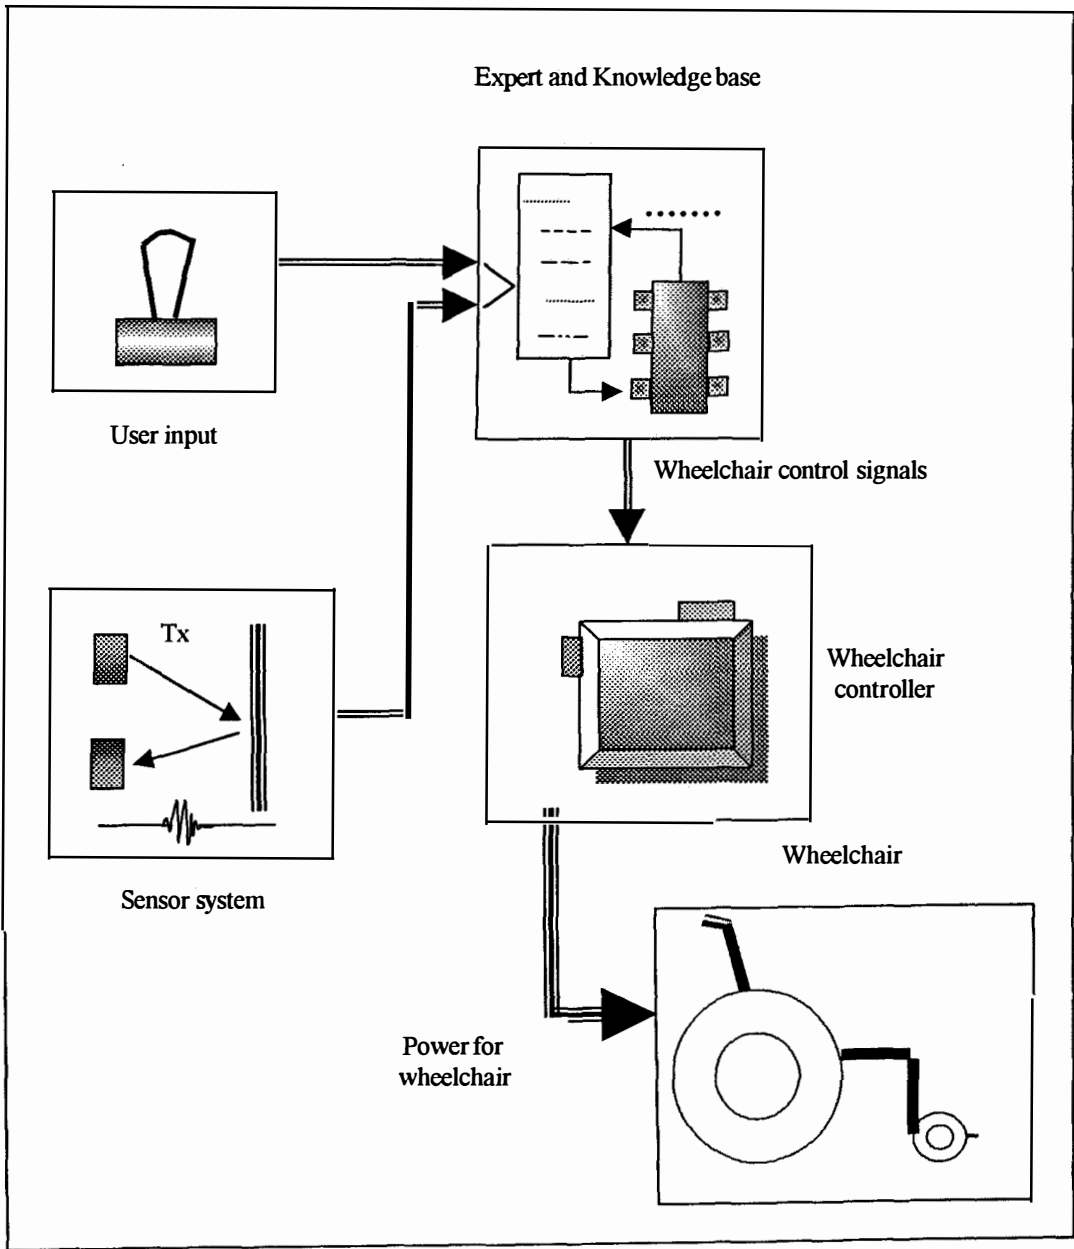 Expert and Knowledge base
User input
Wheelchair control signals
Tx
Wheelchair
controller
Sensor system
Wheelchair
Power for
wheelchair